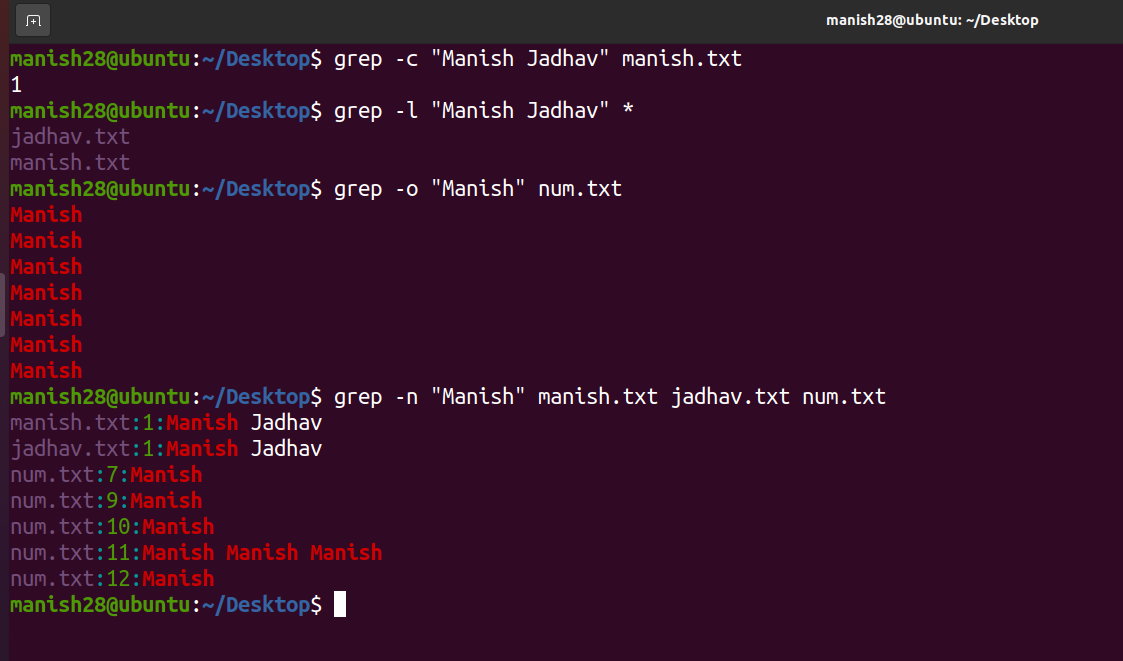 manish28@ubuntu: ~/Desktop
manish28@ubuntu:~/Desktop$ grep -c "Manish Jadhav" manish.txt
1
manish28@ubuntu:~/Desktop$ grep -l "Manish Jadhav" *
jadhav.txt
manish.txt
manish28@ubuntu:~/Desktop$ grep -o "Manish" num.txt
Manish
Manish
Manish
Manish
Manish
Manish
Manish
manish28@ubuntu:~/Desktop$ grep -n "Manish" manish.txt jadhav.txt num.txt
manish.txt:1:Manish Jadhav
jadhav.txt:1:Manish Jadhav
num.txt:7:Manish
num.txt:9:Manish
num.txt:10:Manish
num.txt:11:Manish Manish Manish
num.txt:12:Manish
manish28@ubuntu:~/Desktop$